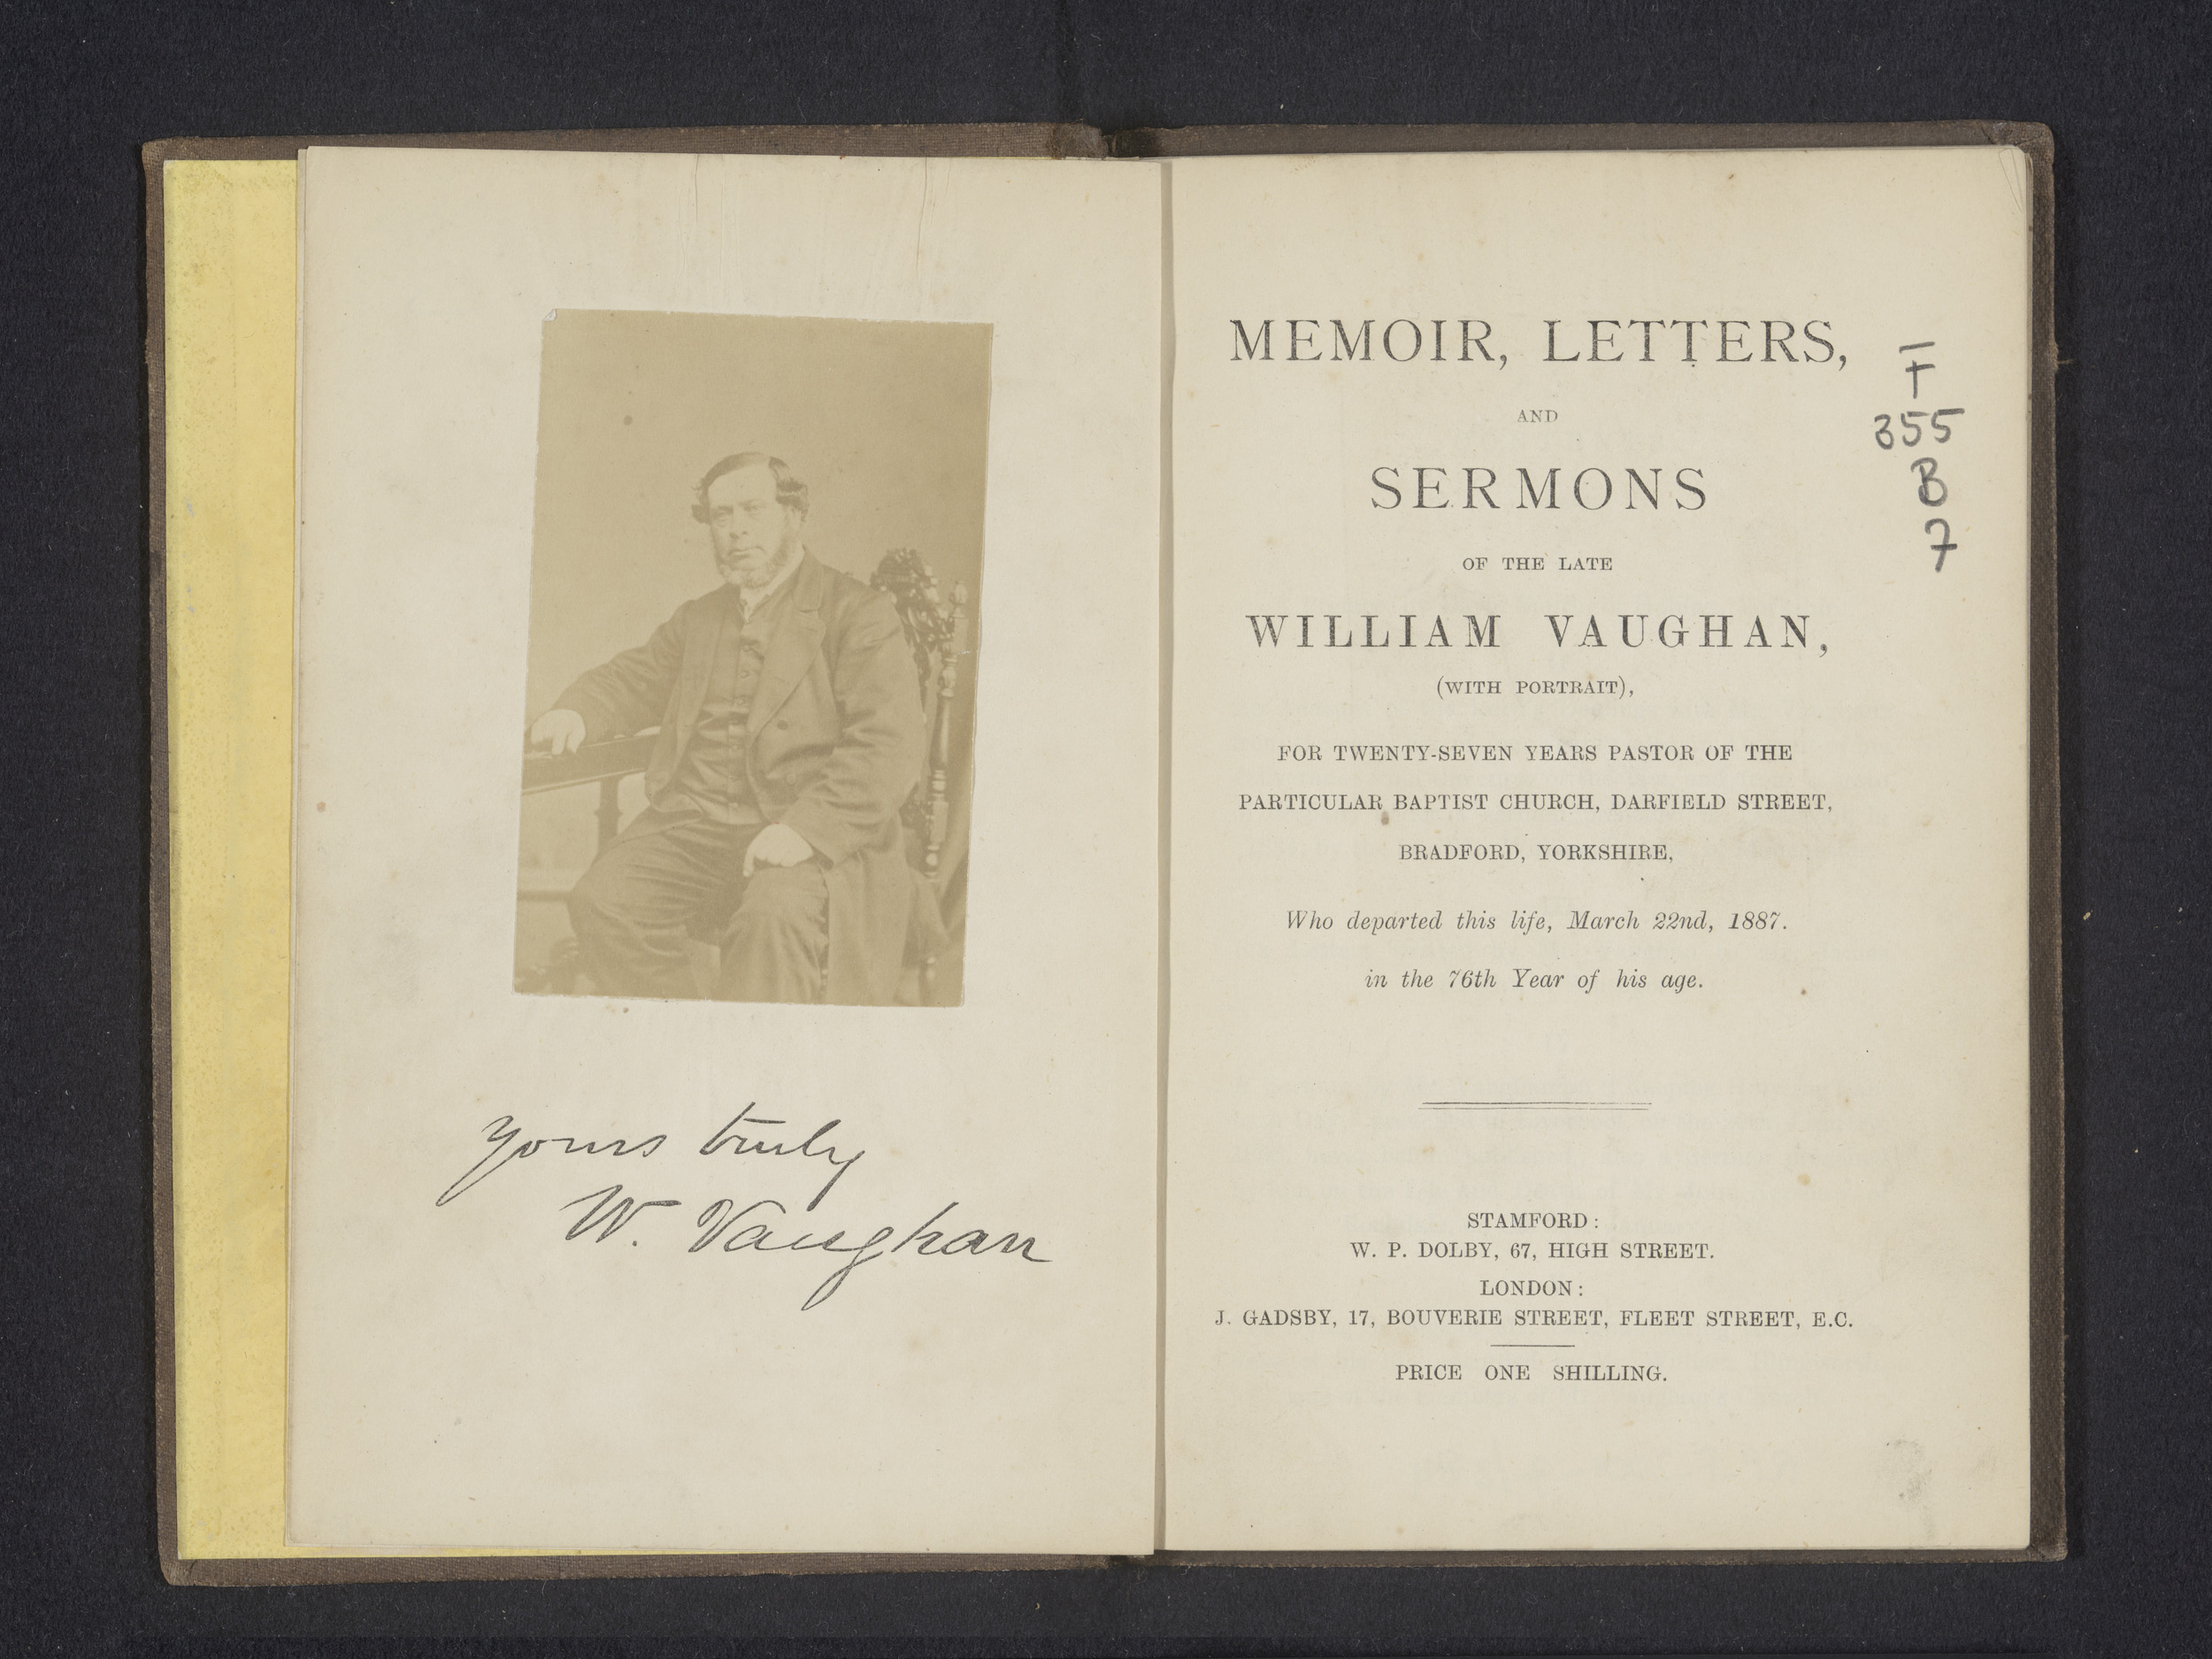 yours truly
W. Vaughan
MEMOIR, LETTERS,
AND
SERMONS
OF THE LATE
WILLIAM VAUGHAN,
(WITH PORTRAIT),
FOR TWENTY-SEVEN YEARS PASTOR OF THE
PARTICULAR BAPTIST CHURCH, DARFIELD STREET,
BRADFORD, YORKSHIRE,
Who departed this life, March 22nd, 1887.
in the 76th Year of his age.
STAMFORD:
W. P. DOLBY, 67, HIGH STREET.
LONDON:
J. GADSBY, 17, BOUVERIE STREET, FLEET STREET, E.C.
PRICE ONE SHILLING.
F
355
B
7